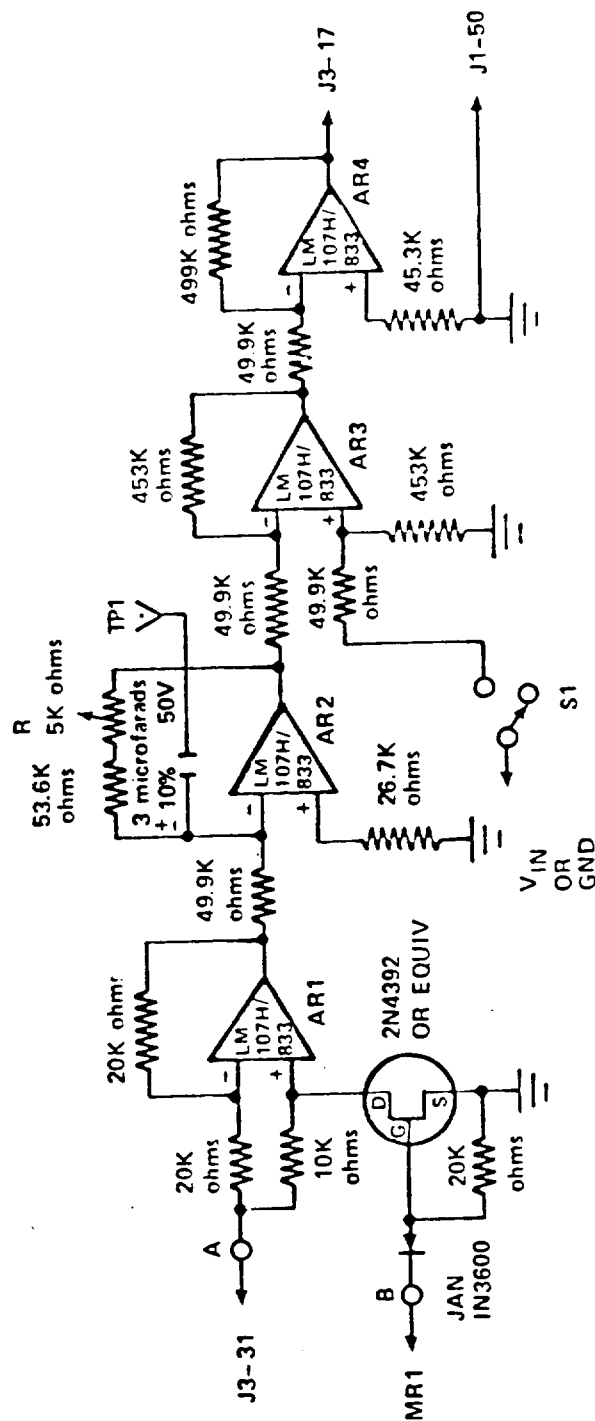 J3-31
A
20K
ohms
10K
ohms
20K ohms
-
+
LM
107H/
833
AR1
MR1
B
JAN
IN3600
G
D
S
20K
ohms
2N4392
OR EQUIV
49.9K
ohms
53.6K
ohms
R
5K ohms
3 microfarads
+
-
10%
50V
TP1
-
+
LM
107H/
833
AR2
26.7K
ohms
VIN
OR
GND
S1
49.9K
ohms
49.9K
ohms
453K
ohms
-
+
LM
107H/
833
AR3
453K
ohms
49.9K
ohms
499K ohms
-
+
LM
107H/
833
AR4
45.3K
ohms
J3-17
J1-50